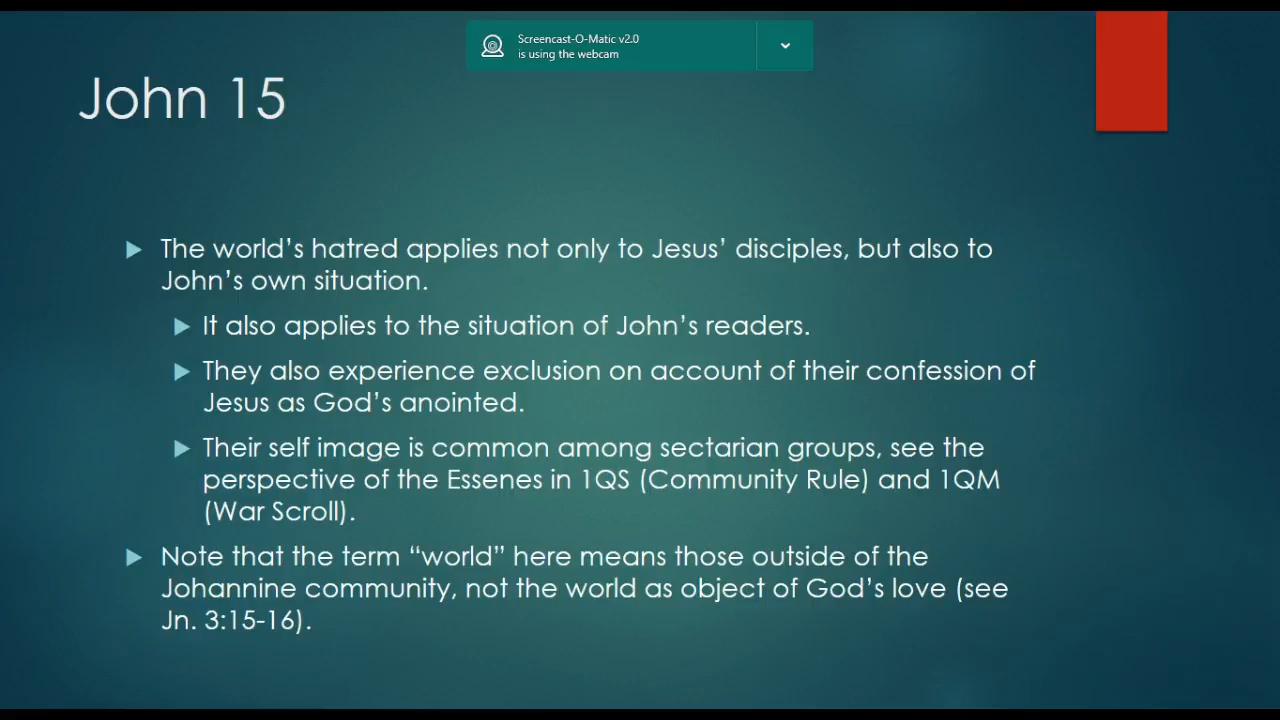 Screencast-O-Matic v2.0
is using the webcam
John 15
The world’s hatred applies not only to Jesus’ disciples, but also to
John’s own situation.
It also applies to the situation of John’s readers.
They also experience exclusion on account of their confession of
Jesus as God’s anointed.
Their self image is common among sectarian groups, see the
perspective of the Essenes in 1QS (Community Rule) and 1QM
(War Scroll).
Note that the term “world” here means those outside of the
Johannine community, not the world as object of God’s love (see
Jn. 3:15-16).